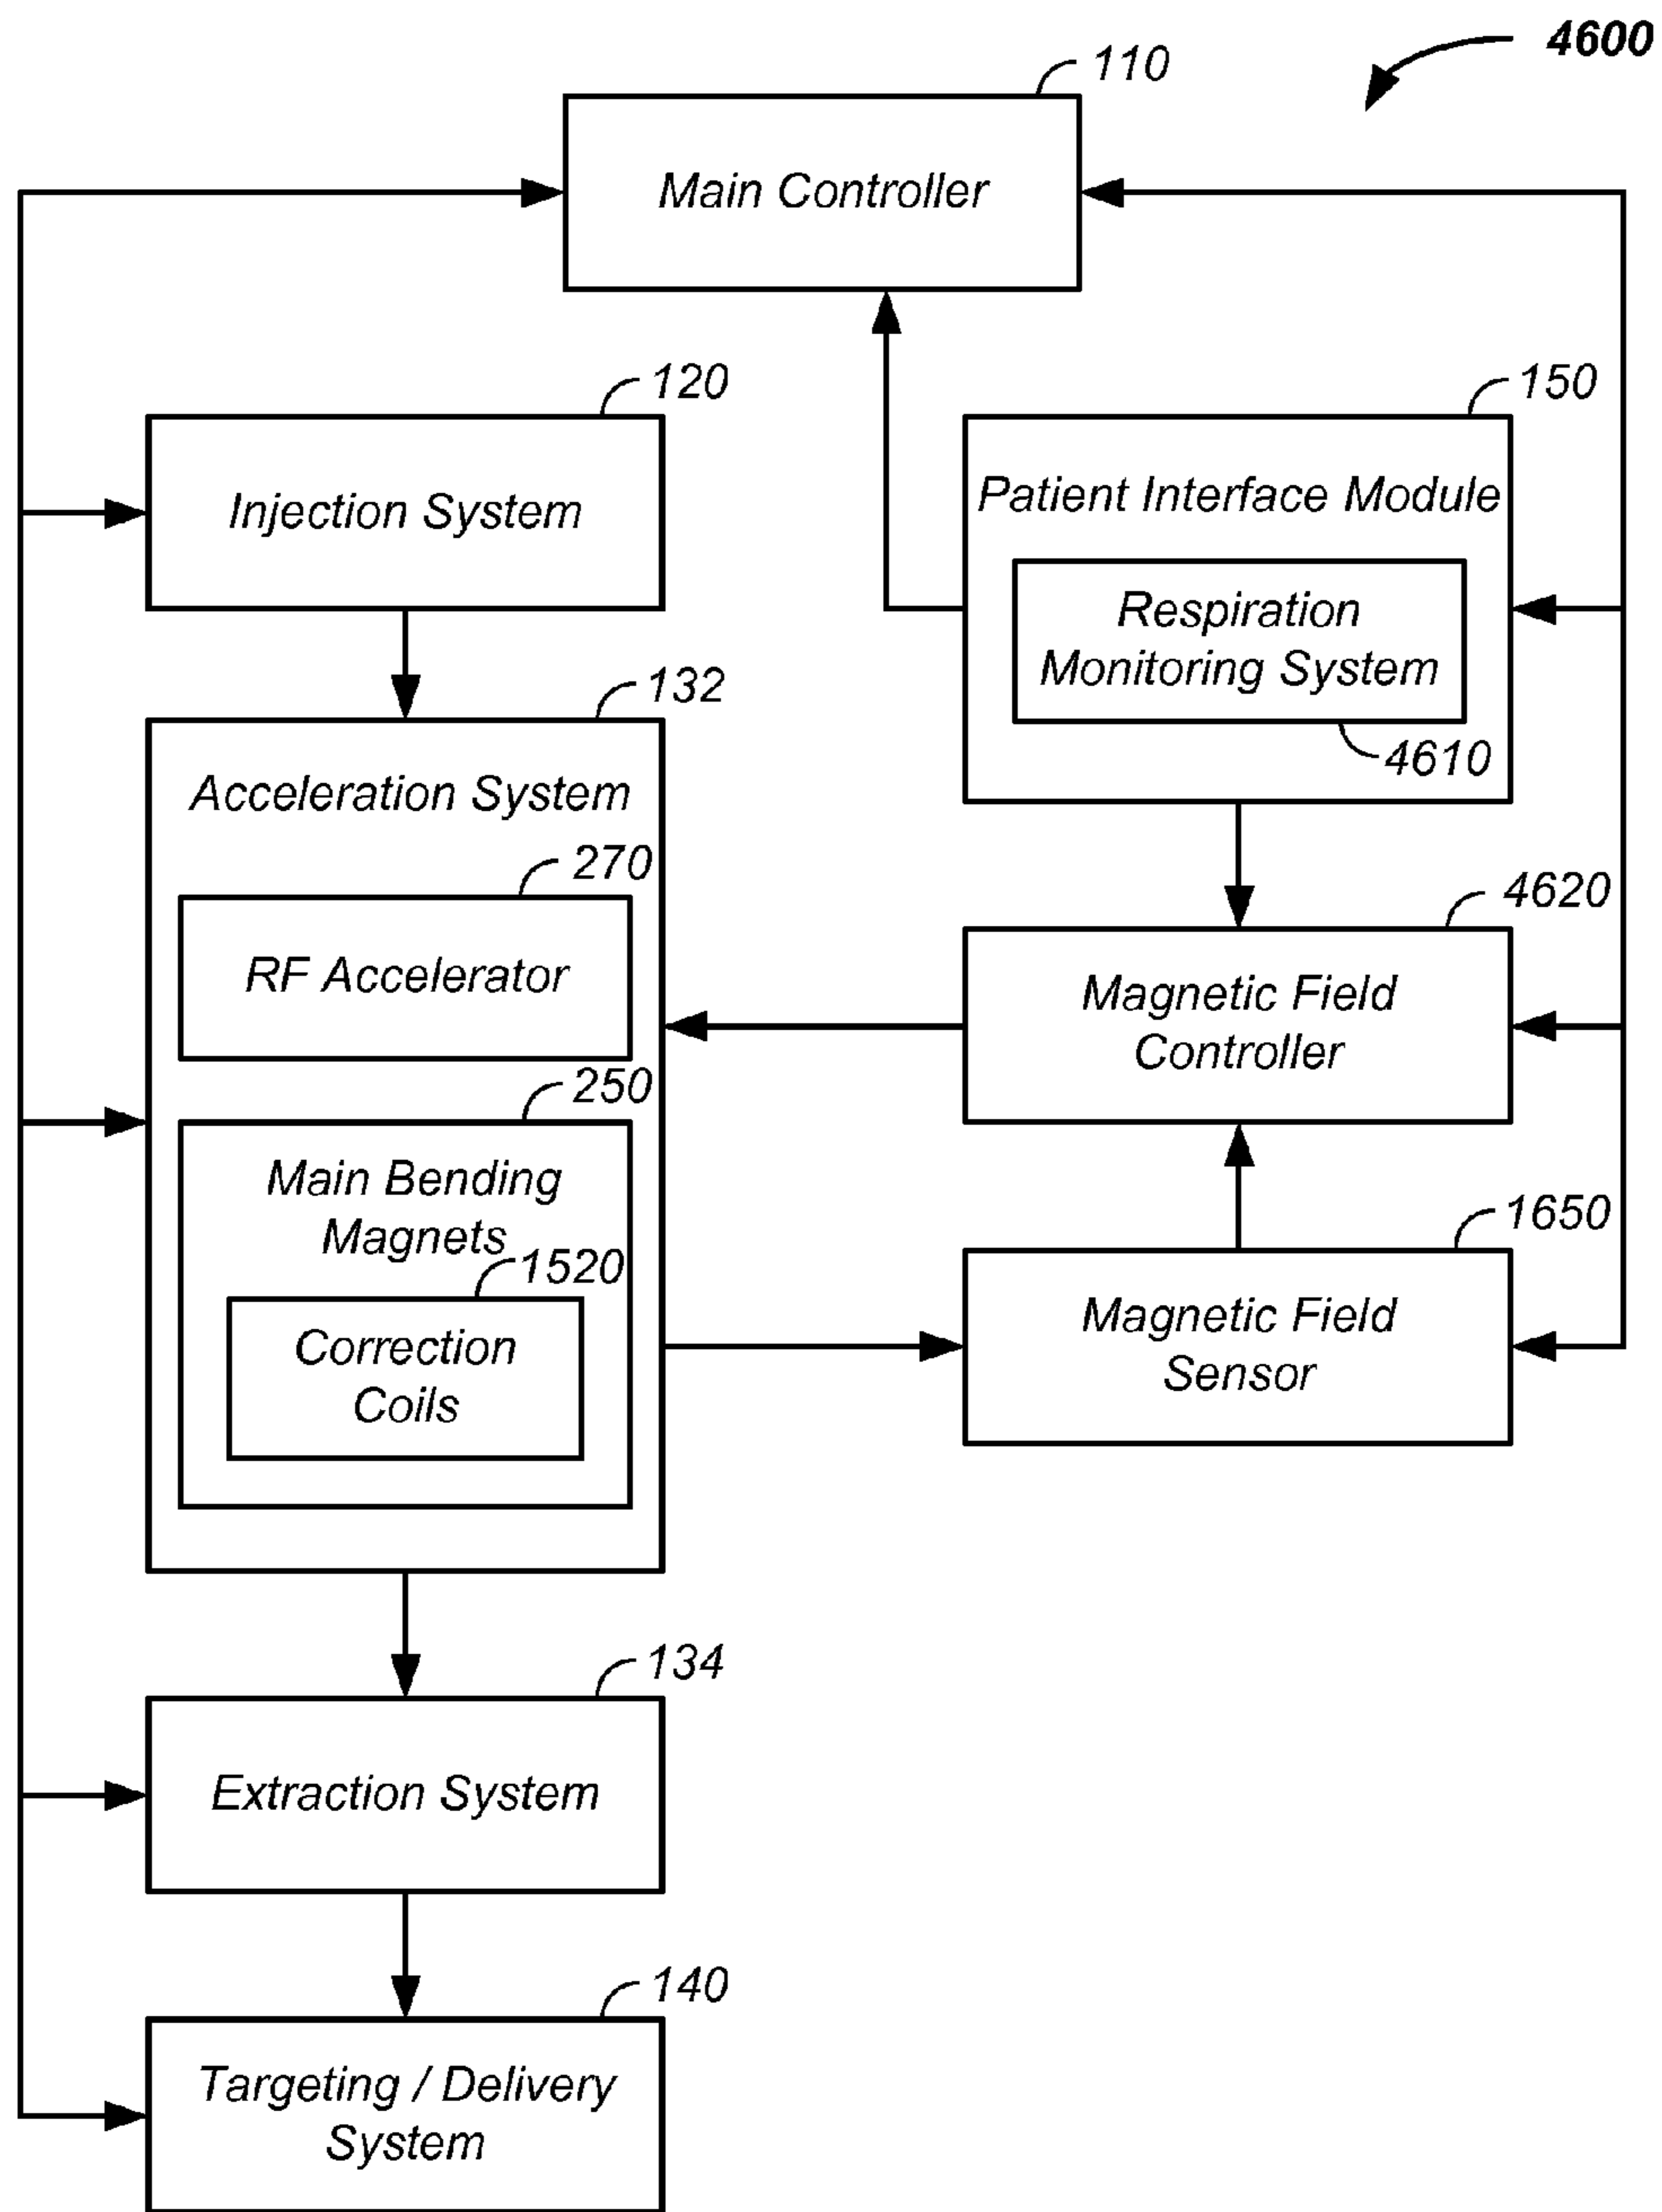 4600
110
Main Controller
120
Injection System
150
Patient Interface Module
Respiration
Monitoring System
4610
132
Acceleration System
270
RF Accelerator
4620
Magnetic Field
Controller
250
Main Bending
Magnets
1520
Correction
Coils
1650
Magnetic Field
Sensor
134
Extraction System
140
Targeting / Delivery
System